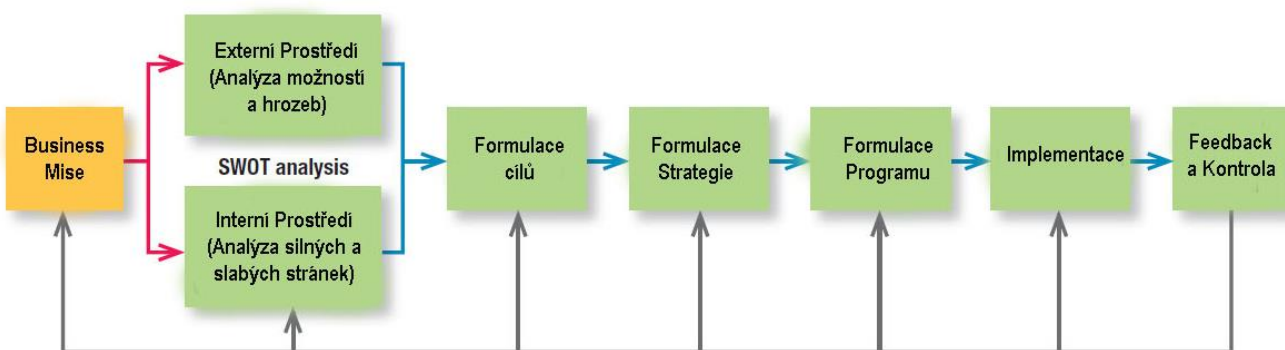 Business
Mise
Externí Prostředí
(Analýza možností
a hrozeb)
SWOT analysis
Interní Prostředí
(Analýza silných a
slabých stránek)
Formulace
cílů
Formulace
Strategie
Formulace
Programu
Implementace
Feedback
a Kontrola